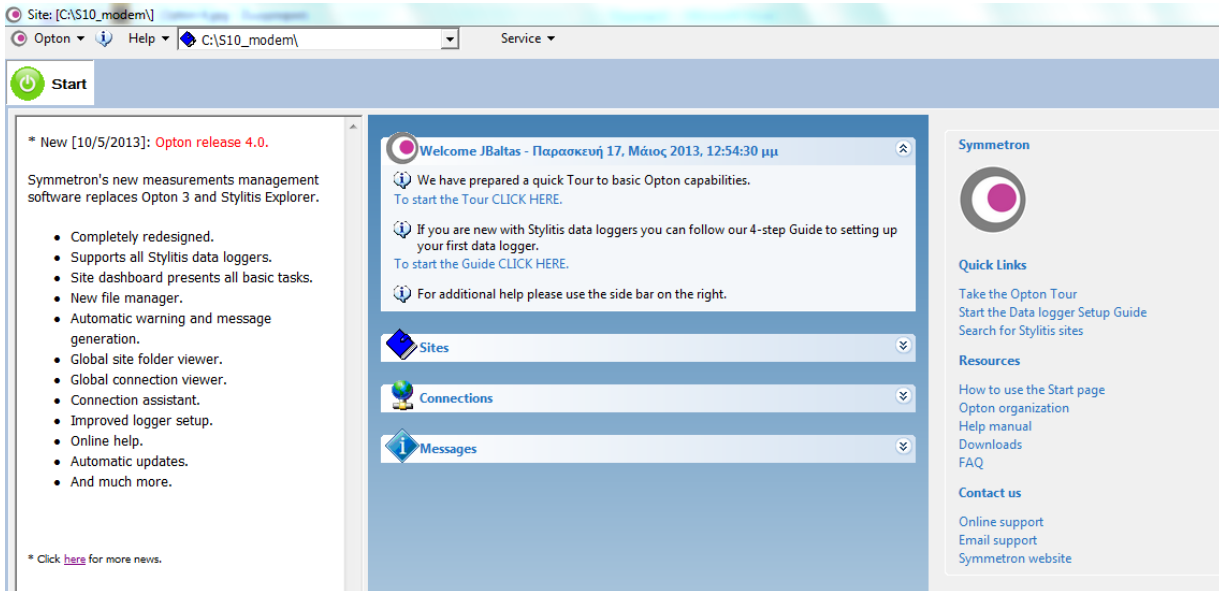 Site: [C:\S10_modem\]
Opton Help C:\S10_modem\ Service
Start
* New [10/5/2013]: Opton release 4.0.
Symmetron's new measurements management
software replaces Opton 3 and Stylitis Explorer.
Completely redesigned.
Supports all Stylitis data loggers.
Site dashboard presents all basic tasks.
New file manager.
Automatic warning and message
generation.
Global site folder viewer.
Global connection viewer.
Connection assistant.
Improved logger setup.
Online help.
Automatic updates.
And much more.
* Click here for more news.
Welcome JBaltas - Παρασκευή 17, Μάιος 2013, 12:54:30 μμ
We have prepared a quick Tour to basic Opton capabilities.
To start the Tour CLICK HERE.
If you are new with Stylitis data loggers you can follow our 4-step Guide to setting up
your first data logger.
To start the Guide CLICK HERE.
For additional help please use the side bar on the right.
Sites
Connections
Messages
Symmetron
Quick Links
Take the Opton Tour
Start the Data logger Setup Guide
Search for Stylitis sites
Resources
How to use the Start page
Opton organization
Help manual
Downloads
FAQ
Contact us
Online support
Email support
Symmetron website